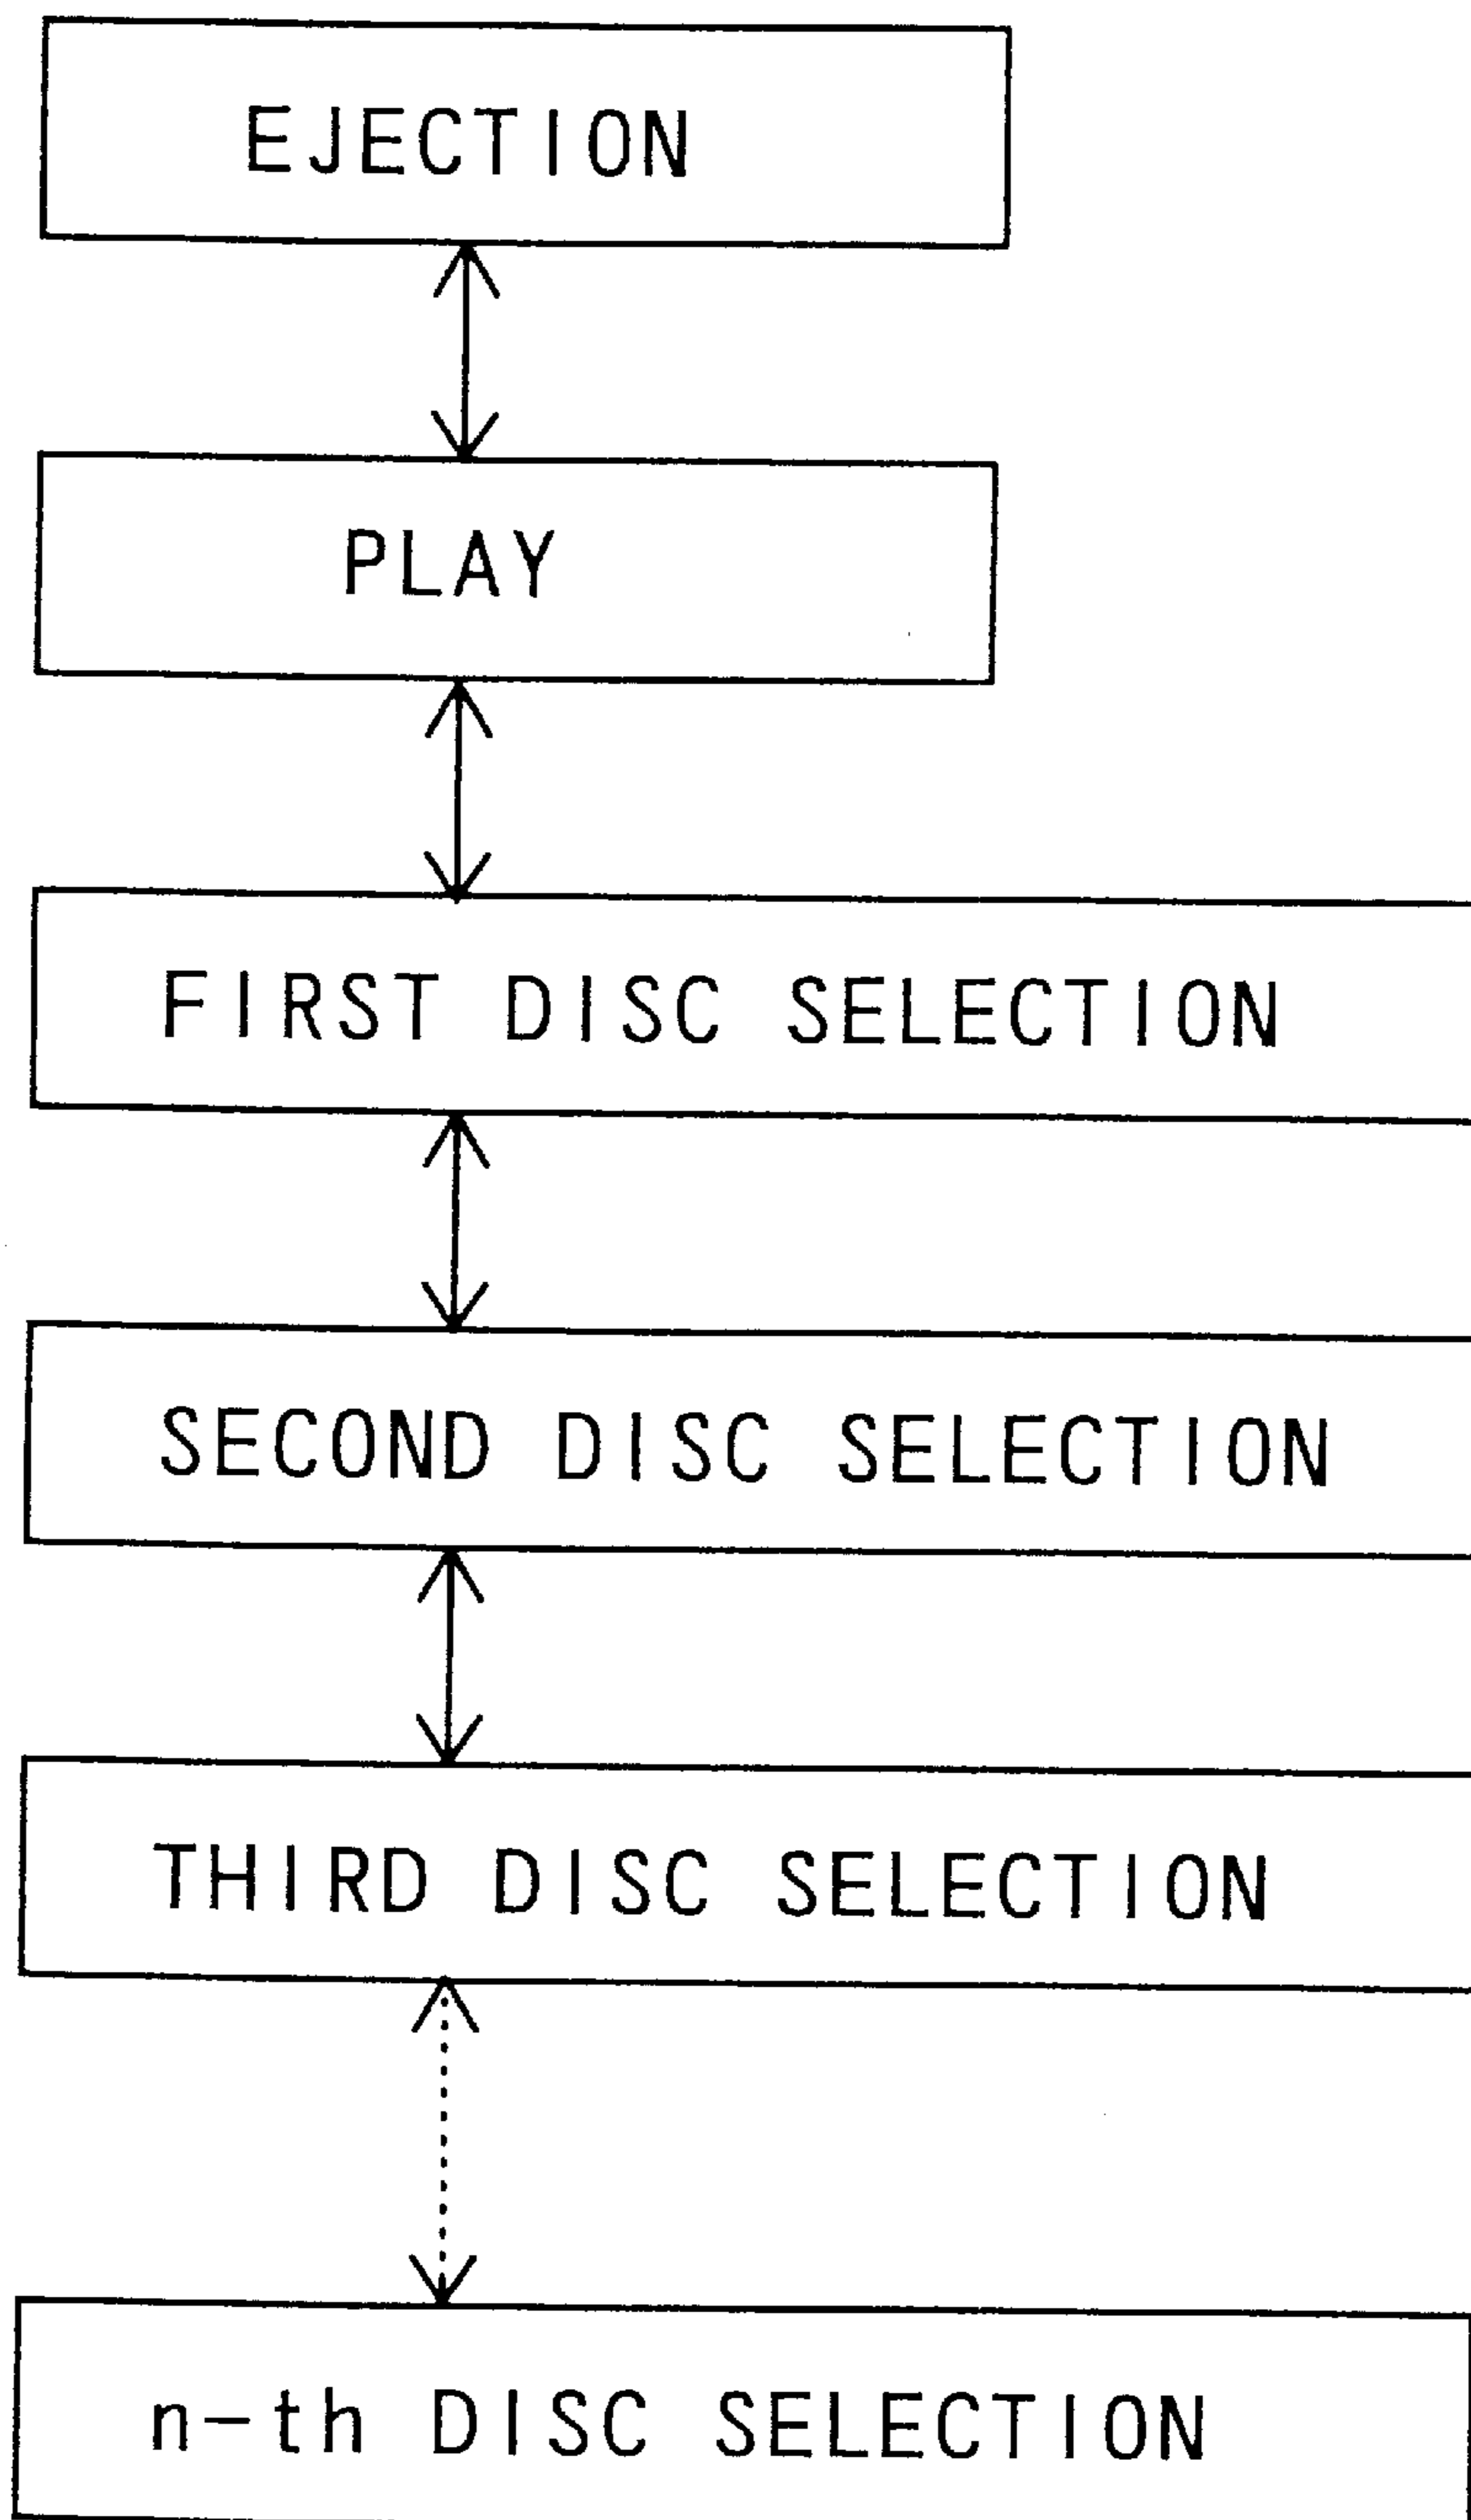 EJECTION
PLAY
FIRST DISC SELECTION
SECOND DISC SELECTION
THIRD DISC SELECTION
n-th DISC SELECTION